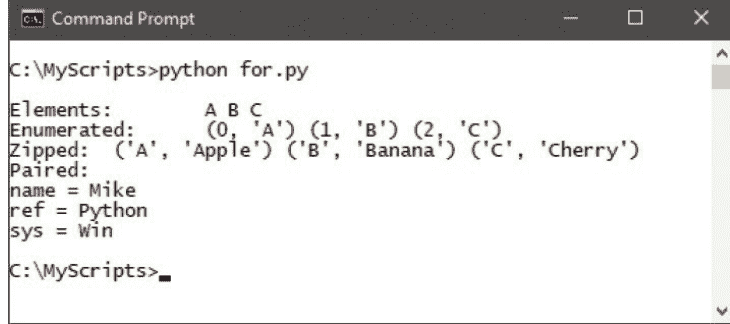 Command Prompt
C:\MyScripts>python for.py
Elements: A B C
Enumerated: (0, 'A') (1, 'B') (2, 'C')
Zipped: ('A', 'Apple') ('B', 'Banana') ('C', 'Cherry')
Paired:
name = Mike
ref = Python
sys = Win
C:\MyScripts>